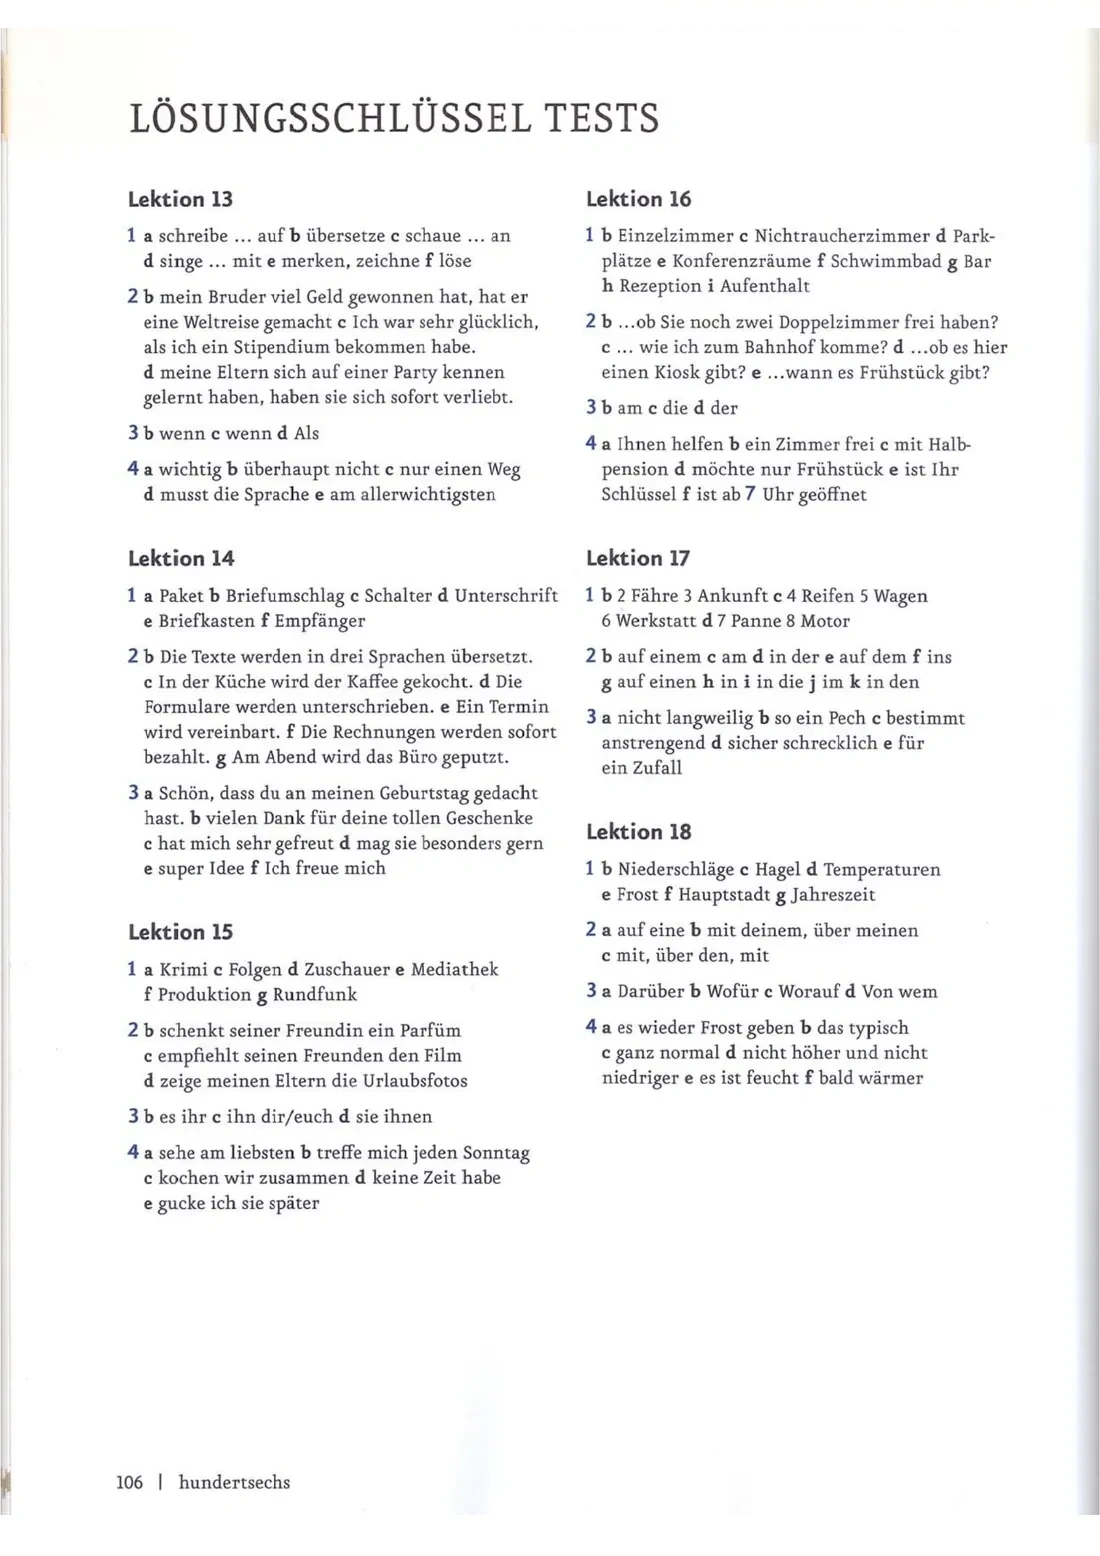 LÖSUNGSSCHLÜSSEL TESTS
Lektion 13
1 a schreibe ... auf b übersetze c schaue ... an
d singe ... mit e merken, zeichne f löse
2 b mein Bruder viel Geld gewonnen hat, hat er
eine Weltreise gemacht c Ich war sehr glücklich,
als ich ein Stipendium bekommen habe.
d meine Eltern sich auf einer Party kennen
gelernt haben, haben sie sich sofort verliebt.
3 b wenn c wenn d Als
4 a wichtig b überhaupt nicht c nur einen Weg
d musst die Sprache e am allerwichtigsten
Lektion 14
1 a Paket b Briefumschlag c Schalter d Unterschrift
e Briefkasten f Empfänger
2 b Die Texte werden in drei Sprachen übersetzt.
c In der Küche wird der Kaffee gekocht. d Die
Formulare werden unterschrieben. e Ein Termin
wird vereinbart. f Die Rechnungen werden sofort
bezahlt. g Am Abend wird das Büro geputzt.
3 a Schön, dass du an meinen Geburtstag gedacht
hast. b vielen Dank für deine tollen Geschenke
c hat mich sehr gefreut d mag sie besonders gern
e super Idee f Ich freue mich
Lektion 15
1 a Krimi c Folgen d Zuschauer e Mediathek
f Produktion g Rundfunk
2 b schenkt seiner Freundin ein Parfüm
c empfiehlt seinen Freunden den Film
d zeige meinen Eltern die Urlaubsfotos
3 b es ihr c ihn dir/euch d sie ihnen
4 a sehe am liebsten b treffe mich jeden Sonntag
c kochen wir zusammen d keine Zeit habe
e gucke ich sie später
Lektion 16
1 b Einzelzimmer c Nichtraucherzimmer d Park-
plätze e Konferenzräume f Schwimmbad g Bar
h Rezeption i Aufenthalt
2 b ...ob Sie noch zwei Doppelzimmer frei haben?
c ... wie ich zum Bahnhof komme? d ...ob es hier
einen Kiosk gibt? e ...wann es Frühstück gibt?
3 b am c die d der
4 a Ihnen helfen b ein Zimmer frei c mit Halb-
pension d möchte nur Frühstück e ist Ihr
Schlüssel f ist ab 7 Uhr geöffnet
Lektion 17
1 b 2 Fähre 3 Ankunft c 4 Reifen 5 Wagen
6 Werkstatt d 7 Panne 8 Motor
2 b auf einem c am d in der e auf dem f ins
g auf einen h in i in die j im k in den
3 a nicht langweilig b so ein Pech c bestimmt
anstrengend d sicher schrecklich e für
ein Zufall
Lektion 18
1 b Niederschläge c Hagel d Temperaturen
e Frost f Hauptstadt g Jahreszeit
2 a auf eine b mit deinem, über meinen
c mit, über den, mit
3 a Darüber b Wofür c Worauf d Von wem
4 a es wieder Frost geben b das typisch
c ganz normal d nicht höher und nicht
niedriger e es ist feucht f bald wärmer
106 | hundertsechs